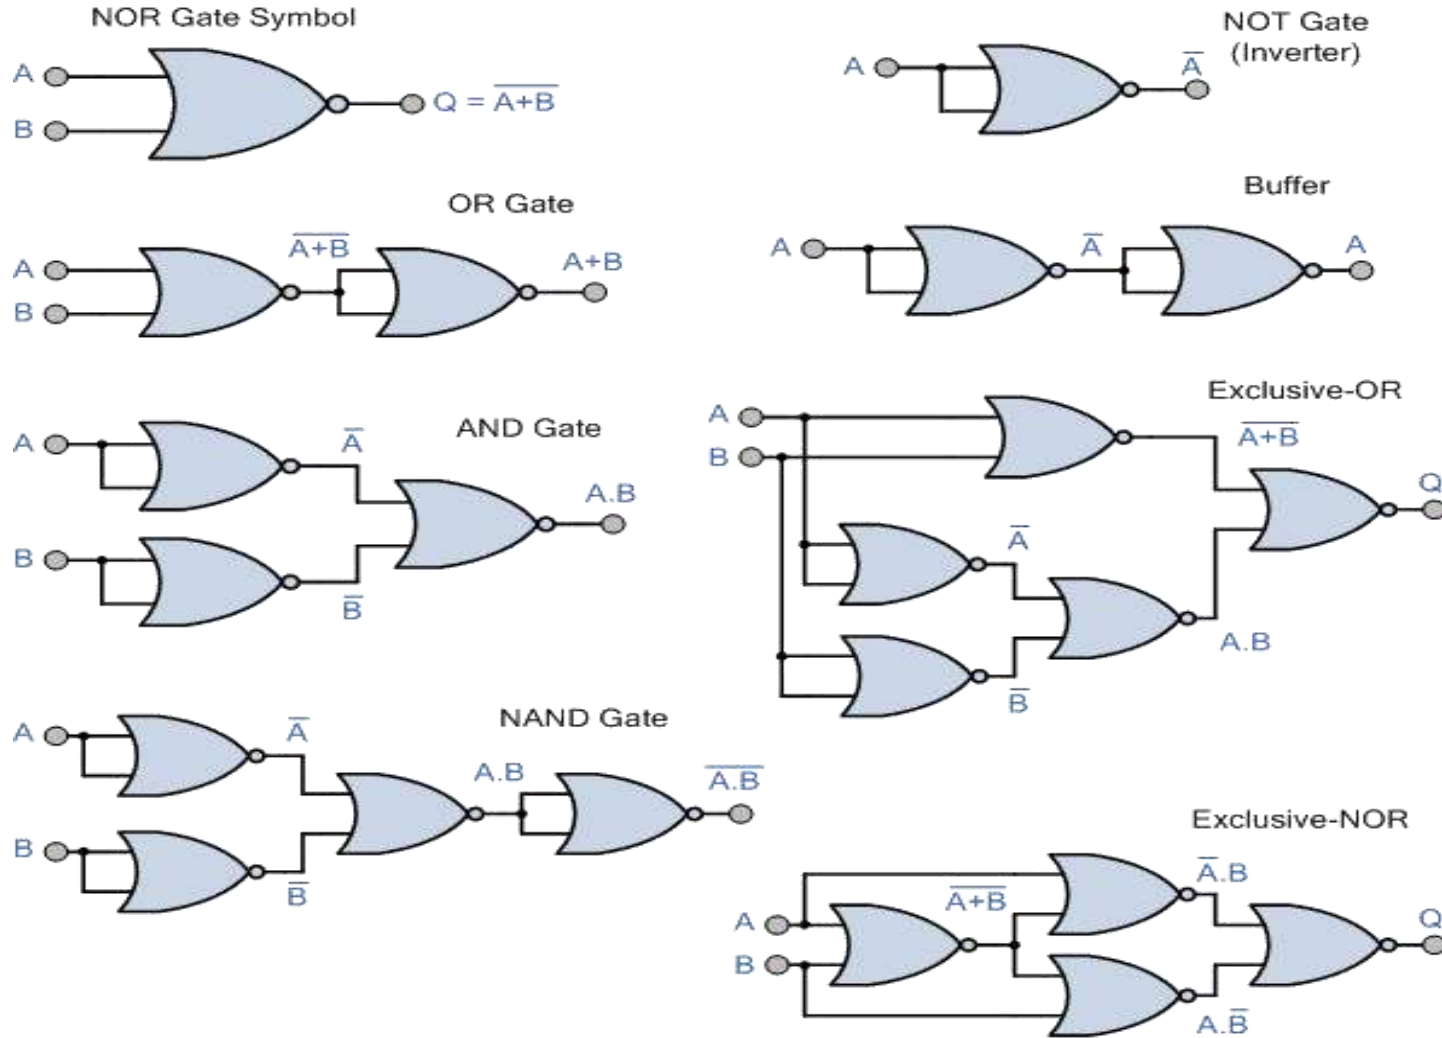 NOR Gate Symbol
A
B
Q = A̅+̅B̅
NOT Gate
(Inverter)
A
A̅
OR Gate
A
B
A̅+̅B̅
A+B
Buffer
A
A̅
A
AND Gate
A
A̅
B
B̅
A.B
Exclusive-OR
A
B
A̅+̅B̅
A̅
B̅
A.B
Q
NAND Gate
A
A̅
B
B̅
A.B
A̅.̅B̅
Exclusive-NOR
A
B
A̅+̅B̅
A̅.B
A.B̅
Q